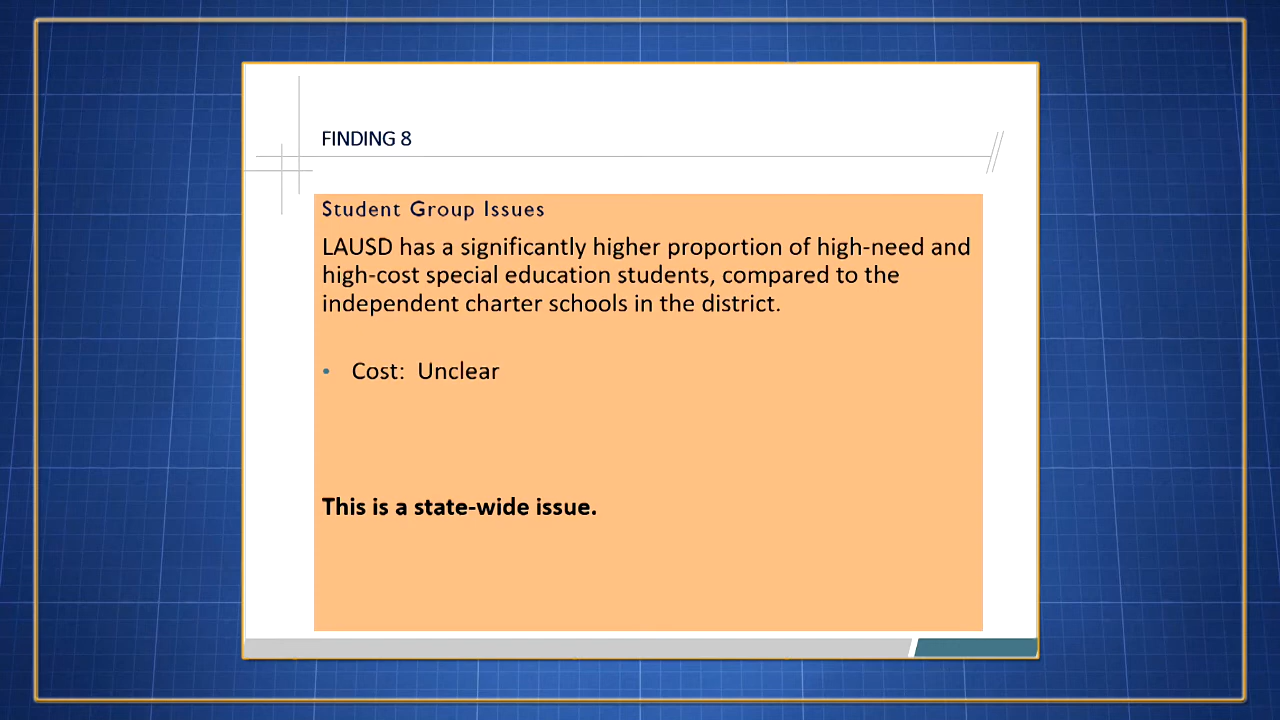 FINDING 8
Student Group Issues
LAUSD has a significantly higher proportion of high-need and
high-cost special education students, compared to the
independent charter schools in the district.
• Cost:  Unclear
This is a state-wide issue.